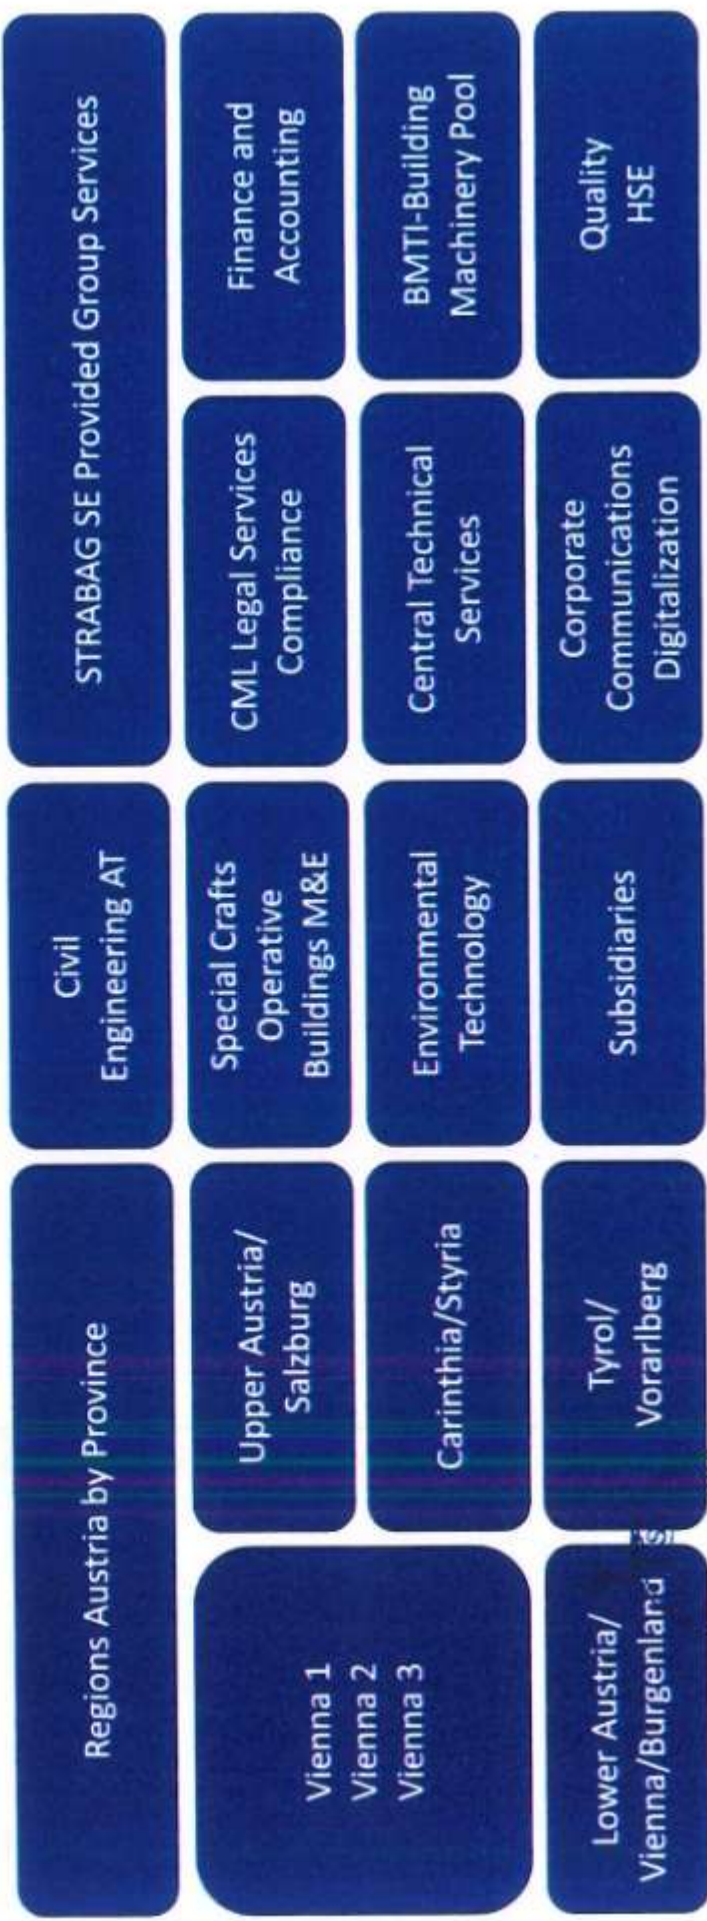 Regions Austria by Province
Civil
Engineering AT
STRABAG SE Provided Group Services
Vienna 1
Vienna 2
Vienna 3
Upper Austria/
Salzburg
Special Crafts
Operative
Buildings M&E
CML Legal Services
Compliance
Finance and
Accounting
Carinthia/Styria
Environmental
Technology
Central Technical
Services
BMTI-Building
Machinery Pool
Lower Austria/
Vienna/Burgenland
Tyrol/
Vorarlberg
Subsidiaries
Corporate
Communications
Digitalization
Quality
HSE